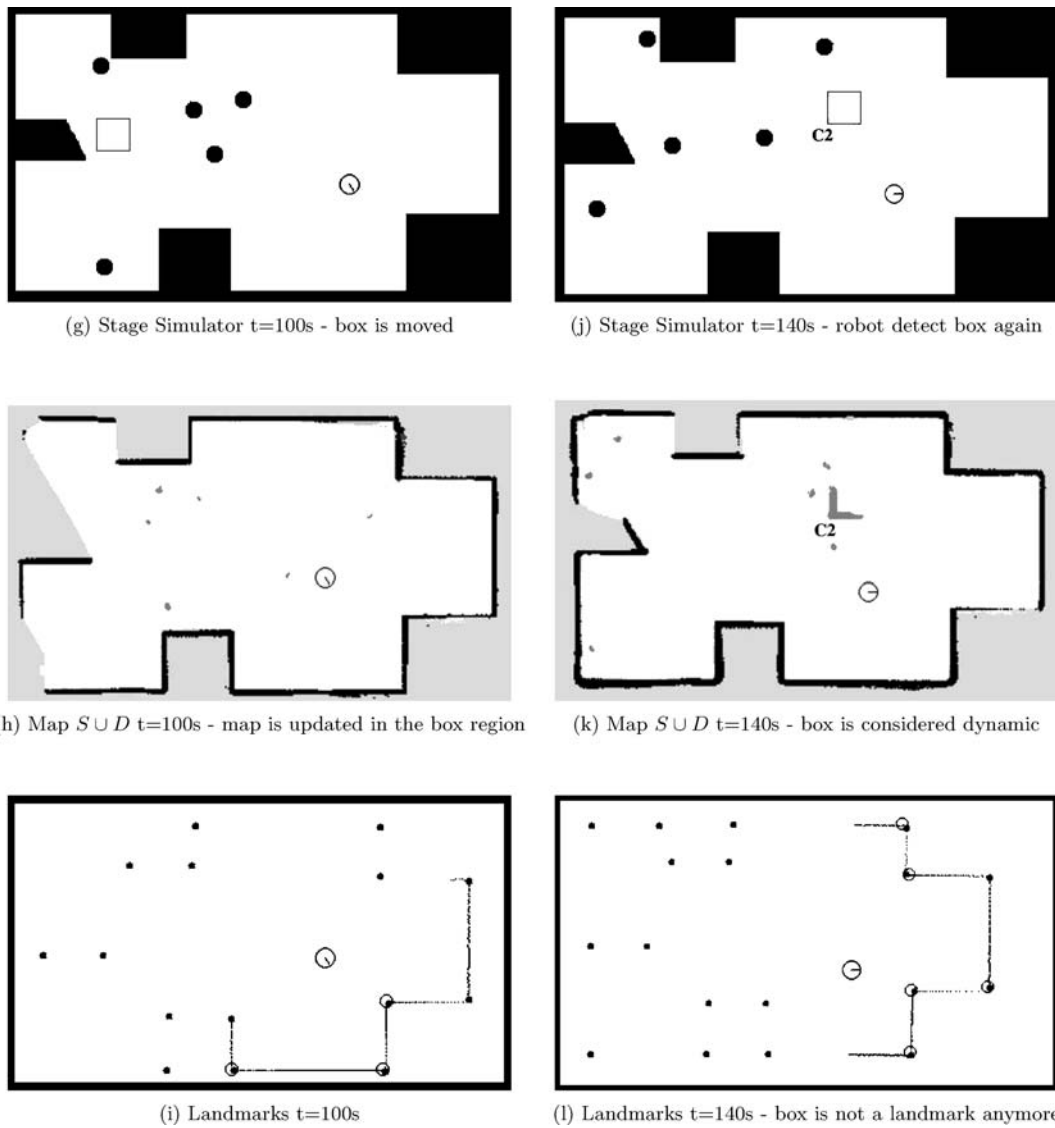 C2
(g) Stage Simulator t=100s - box is moved
(j) Stage Simulator t=140s - robot detect box again
C2
h) Map S ∪ D t=100s - map is updated in the box region
(k) Map S ∪ D t=140s - box is considered dynamic
(i) Landmarks t=100s
(l) Landmarks t=140s - box is not a landmark anymore